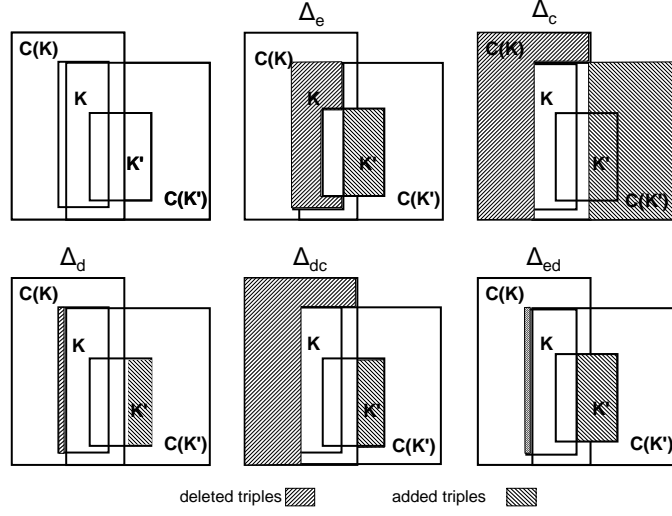 Δe
Δc
C(K)
K
K'
C(K')
C(K)
K
K'
C(K')
C(K)
K
K'
C(K')
Δd
Δdc
Δed
C(K)
K
K'
C(K')
C(K)
K
K'
C(K')
C(K)
K
K'
C(K')
deleted triples
added triples